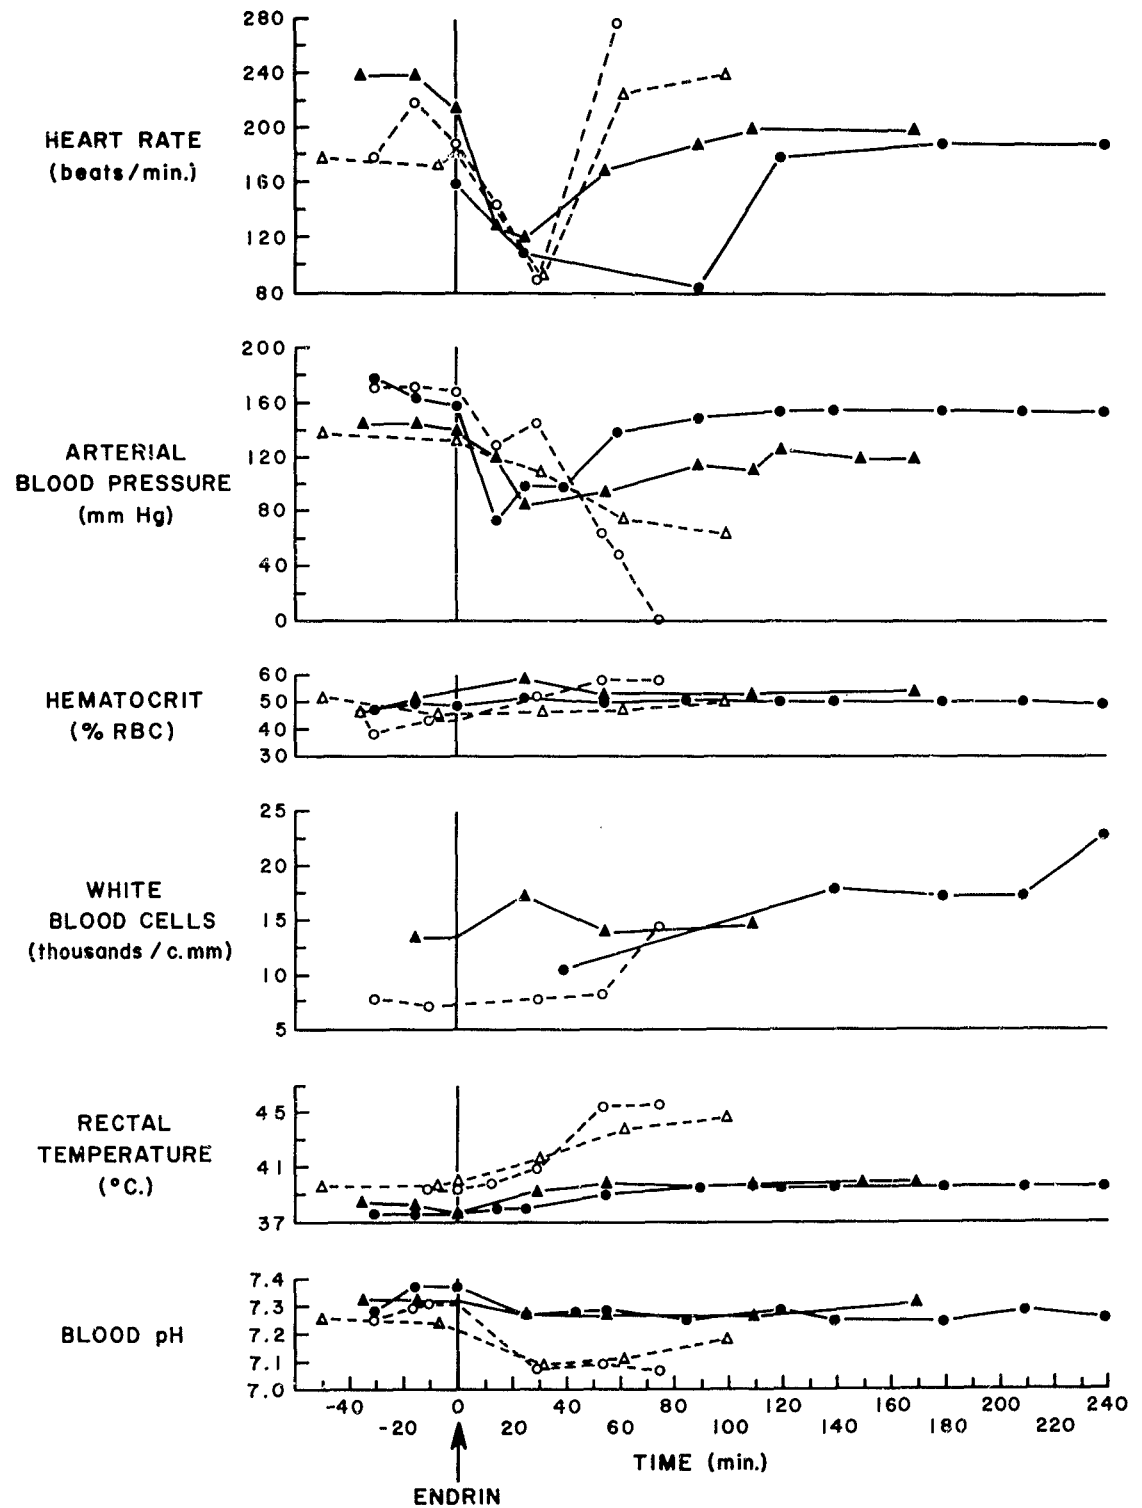 280
240
200
160
120
80
HEART RATE
(beats/min.)
200
160
120
80
40
0
ARTERIAL
BLOOD PRESSURE
(mm Hg)
60
50
40
30
HEMATOCRIT
(% RBC)
25
20
15
10
5
WHITE
BLOOD CELLS
(thousands / c.mm)
45
41
37
RECTAL
TEMPERATURE
(°C.)
7.4
7.3
7.2
7.1
7.0
BLOOD pH
-40 0 40 80 120 160 200 240
-20 20 60 100 140 180 220
TIME (min.)
ENDRIN